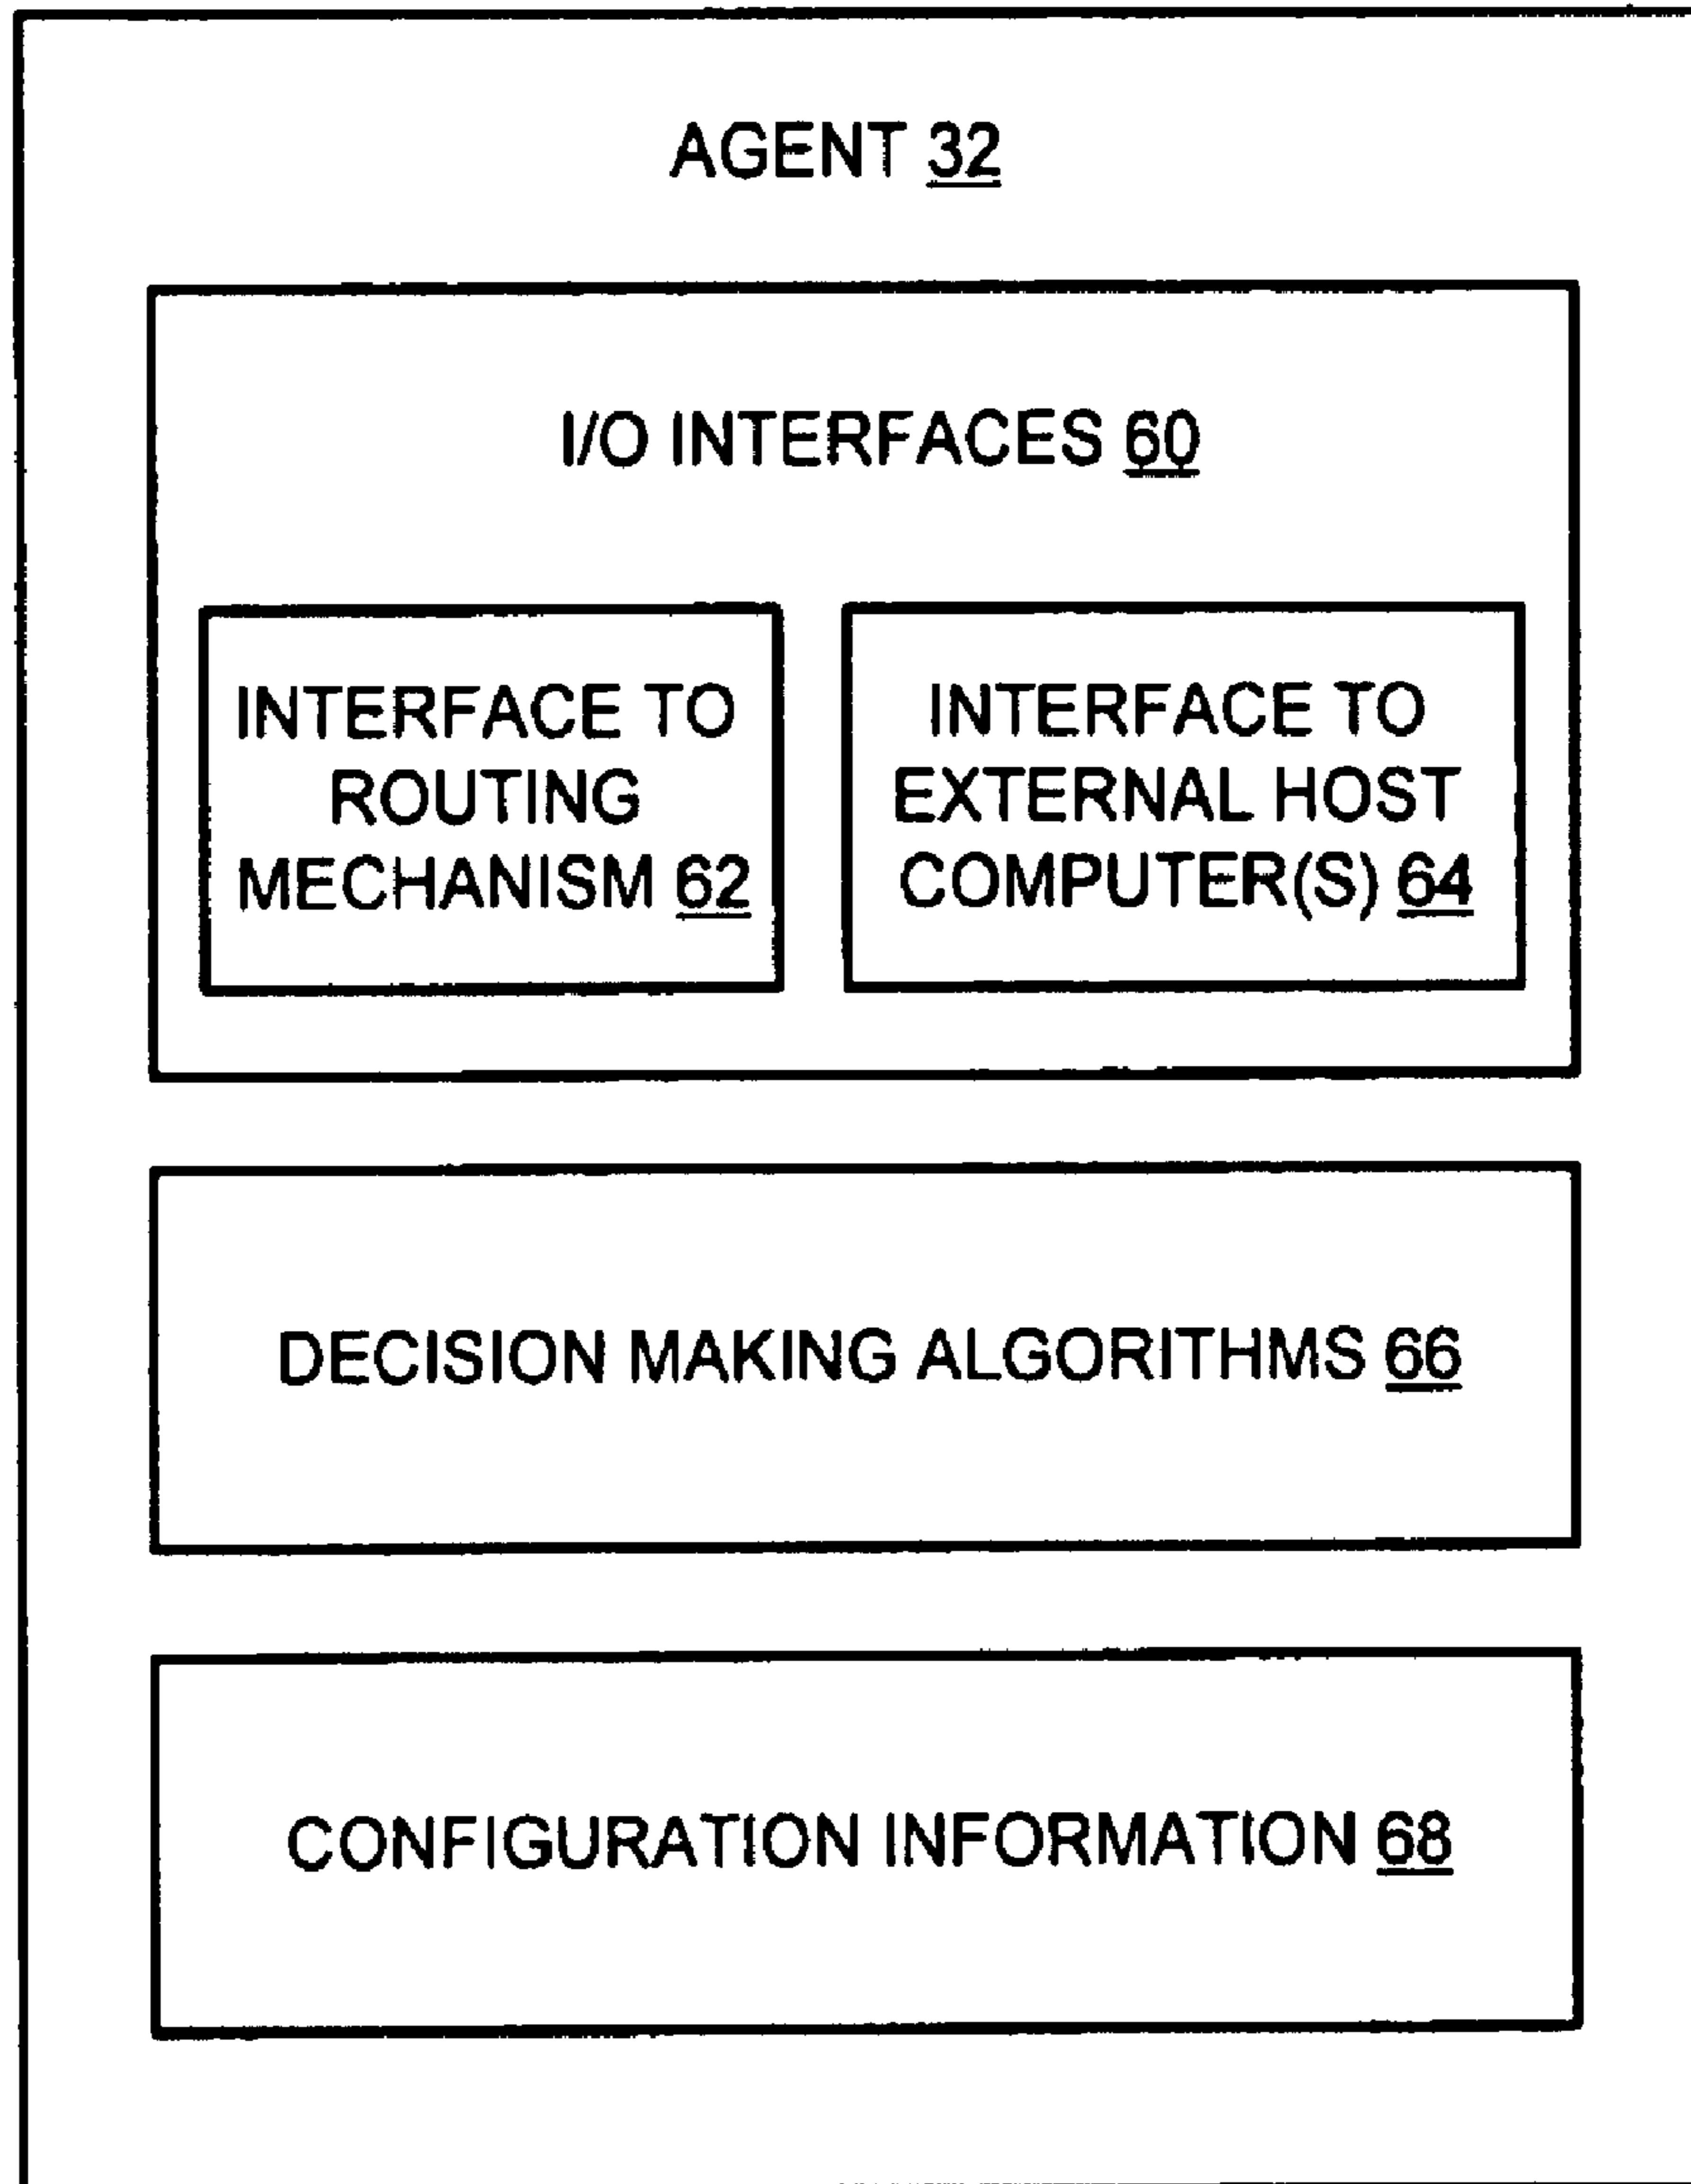 AGENT 32
I/O INTERFACES 60
INTERFACE TO
ROUTING
MECHANISM 62
INTERFACE TO
EXTERNAL HOST
COMPUTER(S) 64
DECISION MAKING ALGORITHMS 66
CONFIGURATION INFORMATION 68